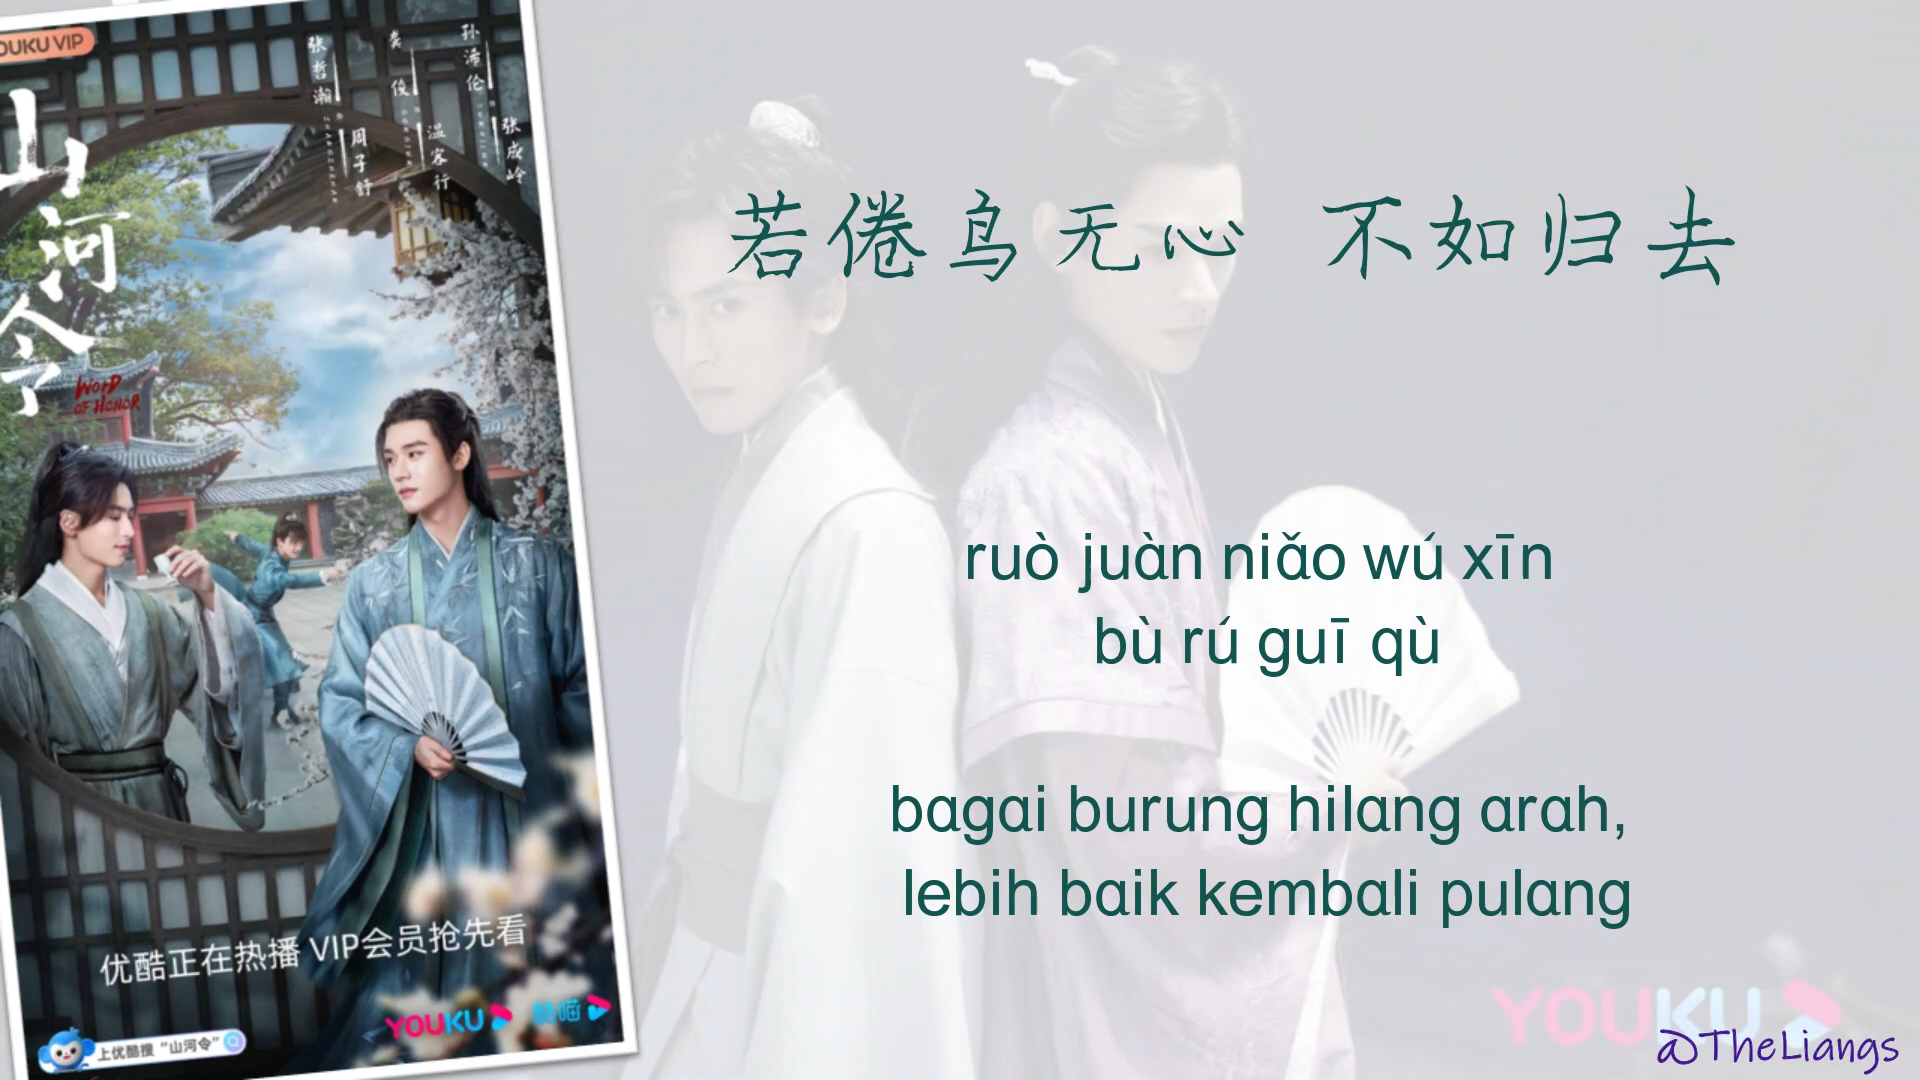 YOUKU VIP
张哲瀚
周子舒
龚俊
温客行
孙浠伦
张成岭
山河令
WORD
OF HONOR
优酷正在热播 VIP会员抢先看
YOUKU 酷喵
上优酷搜“山河令”
若倦鸟无心 不如归去
ruò juàn niǎo wú xīn
bù rú guī qù
bagai burung hilang arah,
lebih baik kembali pulang
YOUKU
@TheLiangs